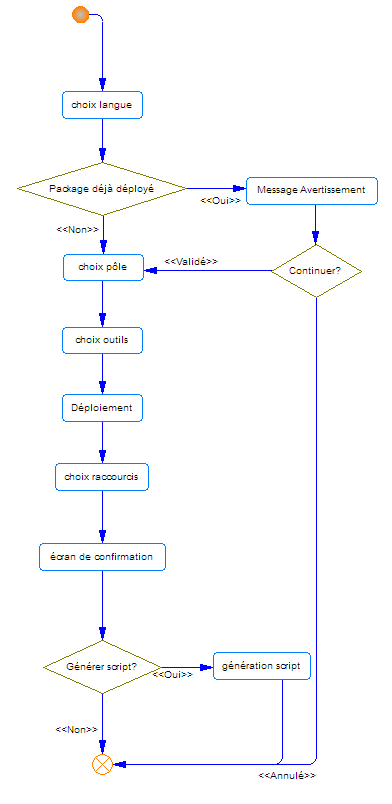 choix langue
Package déjà déployé
<<Oui>>
Message Avertissement
<<Non>>
choix pôle
<<Validé>>
Continuer?
choix outils
Déploiement
choix raccourcis
écran de confirmation
Générer script?
<<Oui>>
génération script
<<Non>>
<<Annulé>>